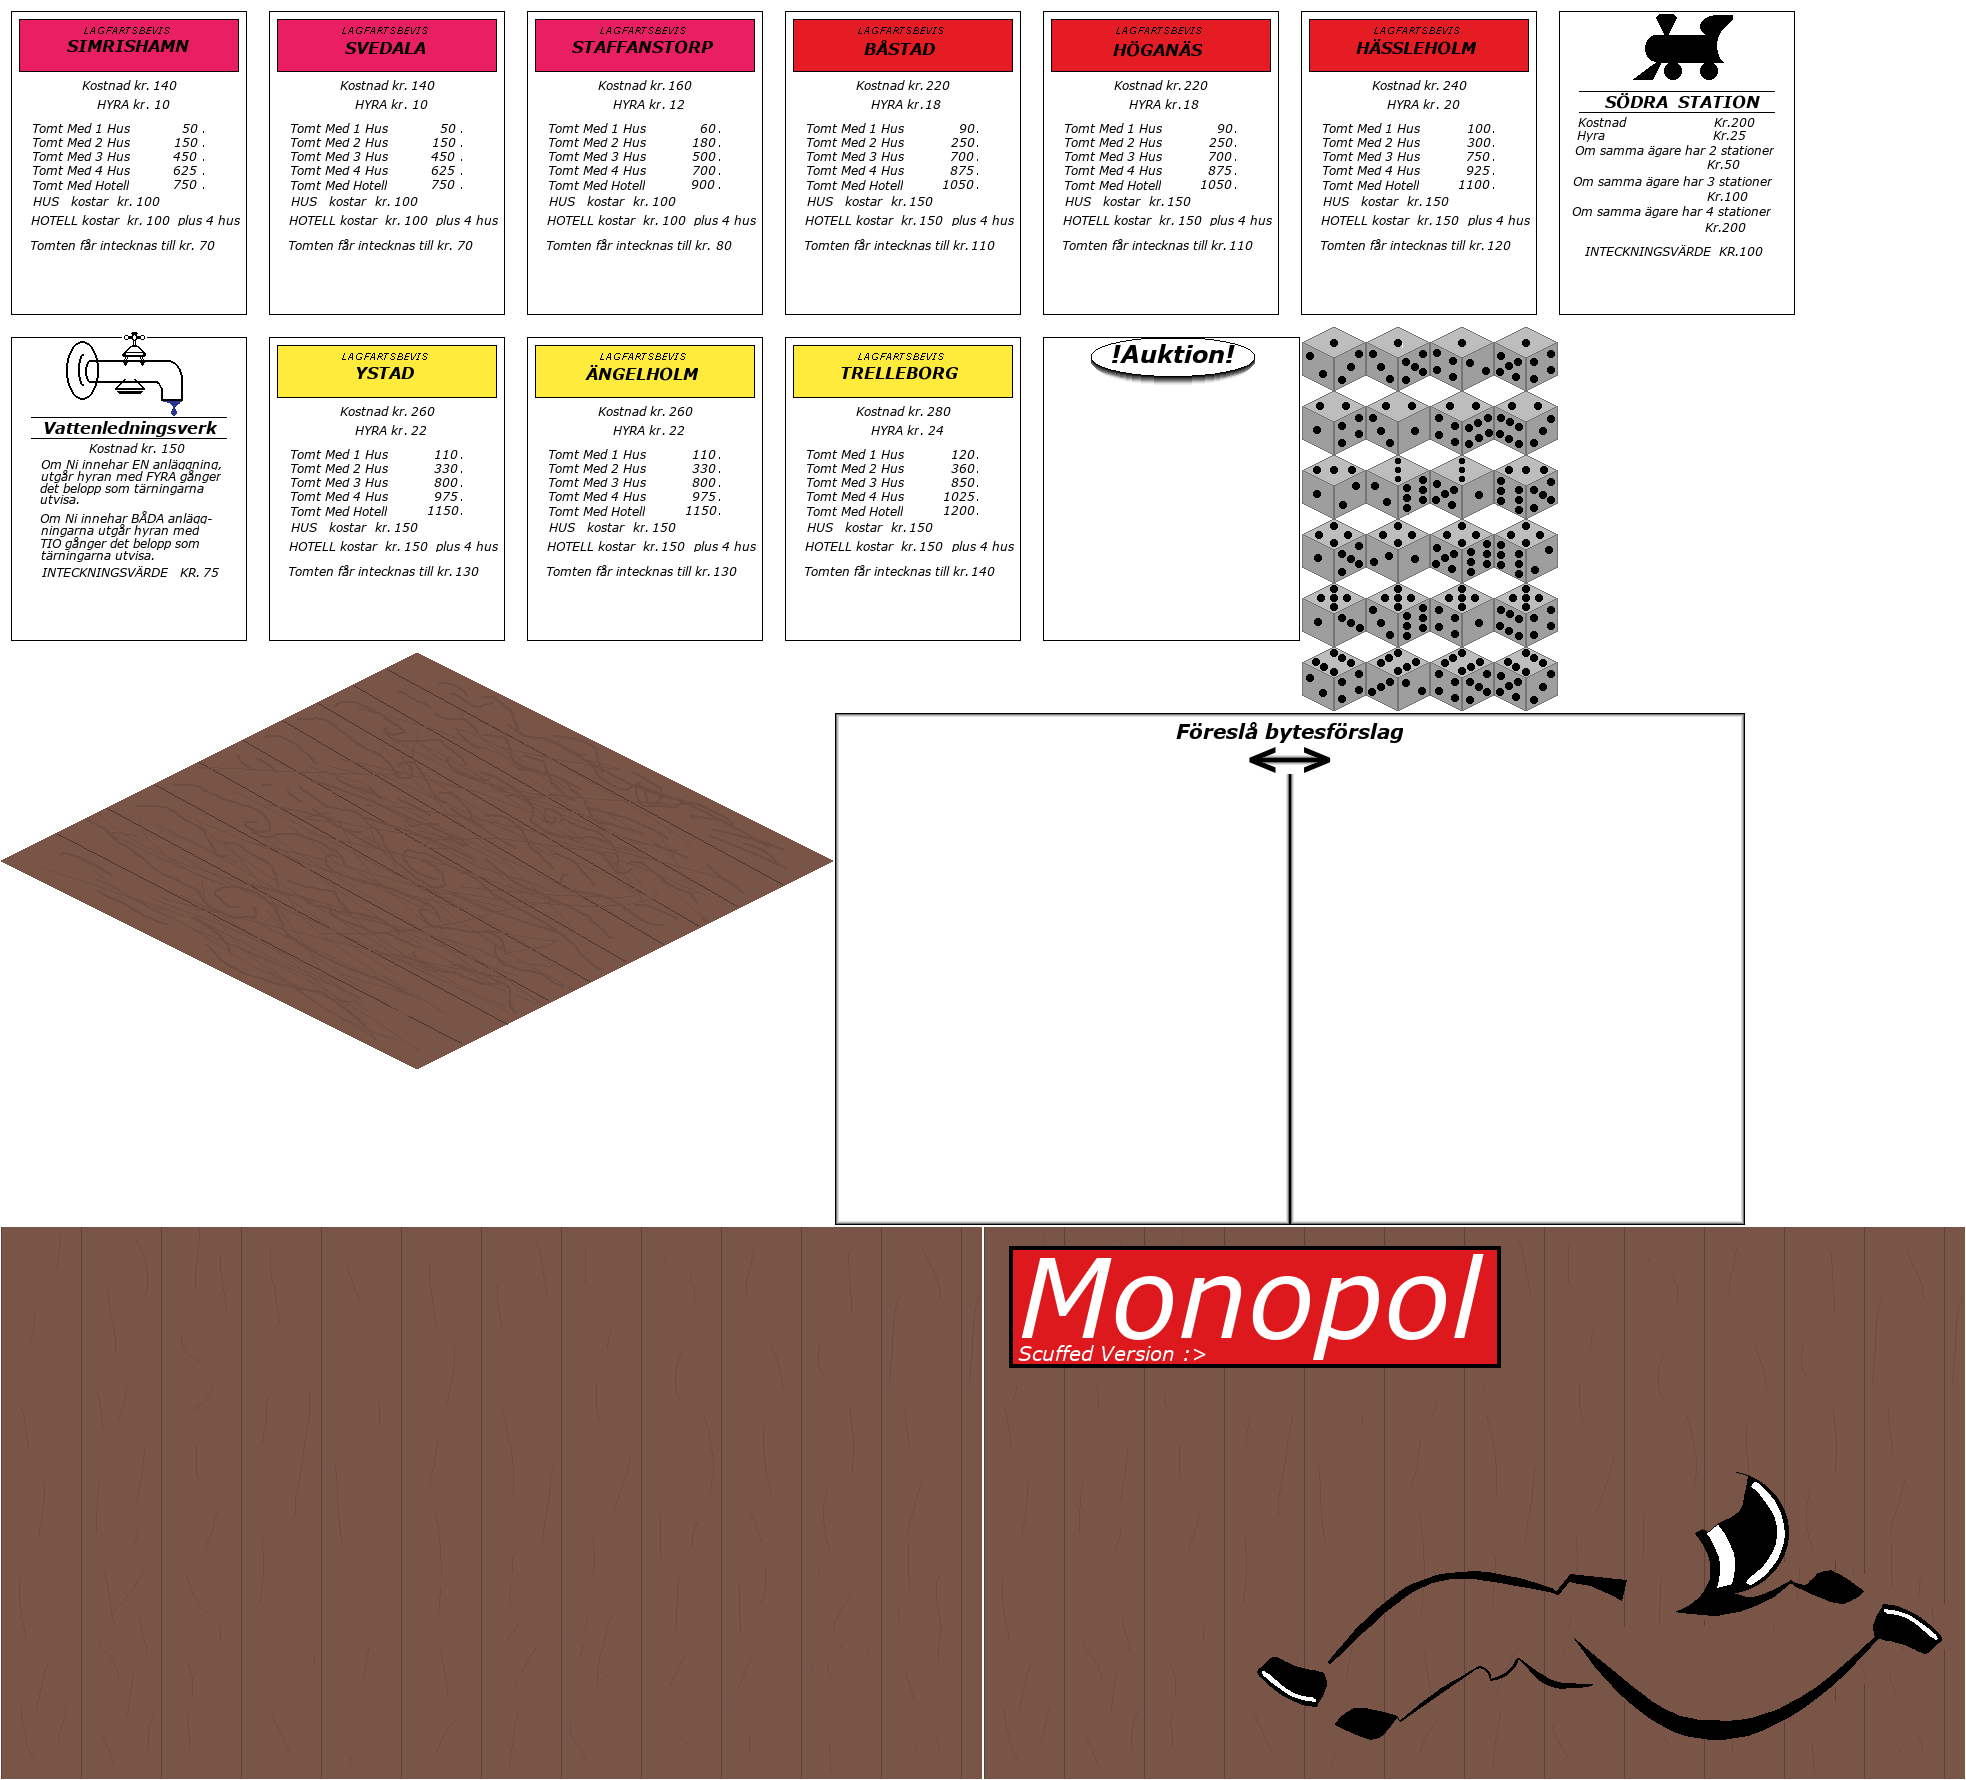 LAGFARTSBEVIS
SIMRISHAMN
Kostnad kr. 140
HYRA kr. 10
Tomt Med 1 Hus 50 .
Tomt Med 2 Hus 150 .
Tomt Med 3 Hus 450 .
Tomt Med 4 Hus 625 .
Tomt Med Hotell 750 .
HUS kostar kr. 100
HOTELL kostar kr. 100 plus 4 hus
Tomten får intecknas till kr. 70
LAGFARTSBEVIS
SVEDALA
Kostnad kr. 140
HYRA kr. 10
Tomt Med 1 Hus 50 .
Tomt Med 2 Hus 150 .
Tomt Med 3 Hus 450 .
Tomt Med 4 Hus 625 .
Tomt Med Hotell 750 .
HUS kostar kr. 100
HOTELL kostar kr. 100 plus 4 hus
Tomten får intecknas till kr. 70
LAGFARTSBEVIS
STAFFANSTORP
Kostnad kr. 160
HYRA kr. 12
Tomt Med 1 Hus 60 .
Tomt Med 2 Hus 180 .
Tomt Med 3 Hus 500 .
Tomt Med 4 Hus 700 .
Tomt Med Hotell 900 .
HUS kostar kr. 100
HOTELL kostar kr. 100 plus 4 hus
Tomten får intecknas till kr. 80
LAGFARTSBEVIS
BÅSTAD
Kostnad kr. 220
HYRA kr. 18
Tomt Med 1 Hus 90 .
Tomt Med 2 Hus 250 .
Tomt Med 3 Hus 700 .
Tomt Med 4 Hus 875 .
Tomt Med Hotell 1050 .
HUS kostar kr. 150
HOTELL kostar kr. 150 plus 4 hus
Tomten får intecknas till kr. 110
LAGFARTSBEVIS
HÖGANÄS
Kostnad kr. 220
HYRA kr. 18
Tomt Med 1 Hus 90 .
Tomt Med 2 Hus 250 .
Tomt Med 3 Hus 700 .
Tomt Med 4 Hus 875 .
Tomt Med Hotell 1050 .
HUS kostar kr. 150
HOTELL kostar kr. 150 plus 4 hus
Tomten får intecknas till kr. 110
LAGFARTSBEVIS
HÄSSLEHOLM
Kostnad kr. 240
HYRA kr. 20
Tomt Med 1 Hus 100 .
Tomt Med 2 Hus 300 .
Tomt Med 3 Hus 750 .
Tomt Med 4 Hus 925 .
Tomt Med Hotell 1100 .
HUS kostar kr. 150
HOTELL kostar kr. 150 plus 4 hus
Tomten får intecknas till kr. 120
SÖDRA STATION
Kostnad Kr.200
Hyra Kr.25
Om samma ägare har 2 stationer
Kr.50
Om samma ägare har 3 stationer
Kr.100
Om samma ägare har 4 stationer
Kr.200
INTECKNINGSVÄRDE KR.100
Vattenledningsverk
Kostnad kr. 150
Om Ni innehar EN anläggning,
utgår hyran med FYRA gånger
det belopp som tärningarna
utvisa.
Om Ni innehar BÅDA anlägg-
ningarna utgår hyran med
TIO gånger det belopp som
tärningarna utvisa.
INTECKNINGSVÄRDE KR. 75
LAGFARTSBEVIS
YSTAD
Kostnad kr. 260
HYRA kr. 22
Tomt Med 1 Hus 110 .
Tomt Med 2 Hus 330 .
Tomt Med 3 Hus 800 .
Tomt Med 4 Hus 975 .
Tomt Med Hotell 1150 .
HUS kostar kr. 150
HOTELL kostar kr. 150 plus 4 hus
Tomten får intecknas till kr. 130
LAGFARTSBEVIS
ÄNGELHOLM
Kostnad kr. 260
HYRA kr. 22
Tomt Med 1 Hus 110 .
Tomt Med 2 Hus 330 .
Tomt Med 3 Hus 800 .
Tomt Med 4 Hus 975 .
Tomt Med Hotell 1150 .
HUS kostar kr. 150
HOTELL kostar kr. 150 plus 4 hus
Tomten får intecknas till kr. 130
LAGFARTSBEVIS
TRELLEBORG
Kostnad kr. 280
HYRA kr. 24
Tomt Med 1 Hus 120 .
Tomt Med 2 Hus 360 .
Tomt Med 3 Hus 850 .
Tomt Med 4 Hus 1025 .
Tomt Med Hotell 1200 .
HUS kostar kr. 150
HOTELL kostar kr. 150 plus 4 hus
Tomten får intecknas till kr. 140
!Auktion!
Föreslå bytesförslag
Monopol
Scuffed Version :>